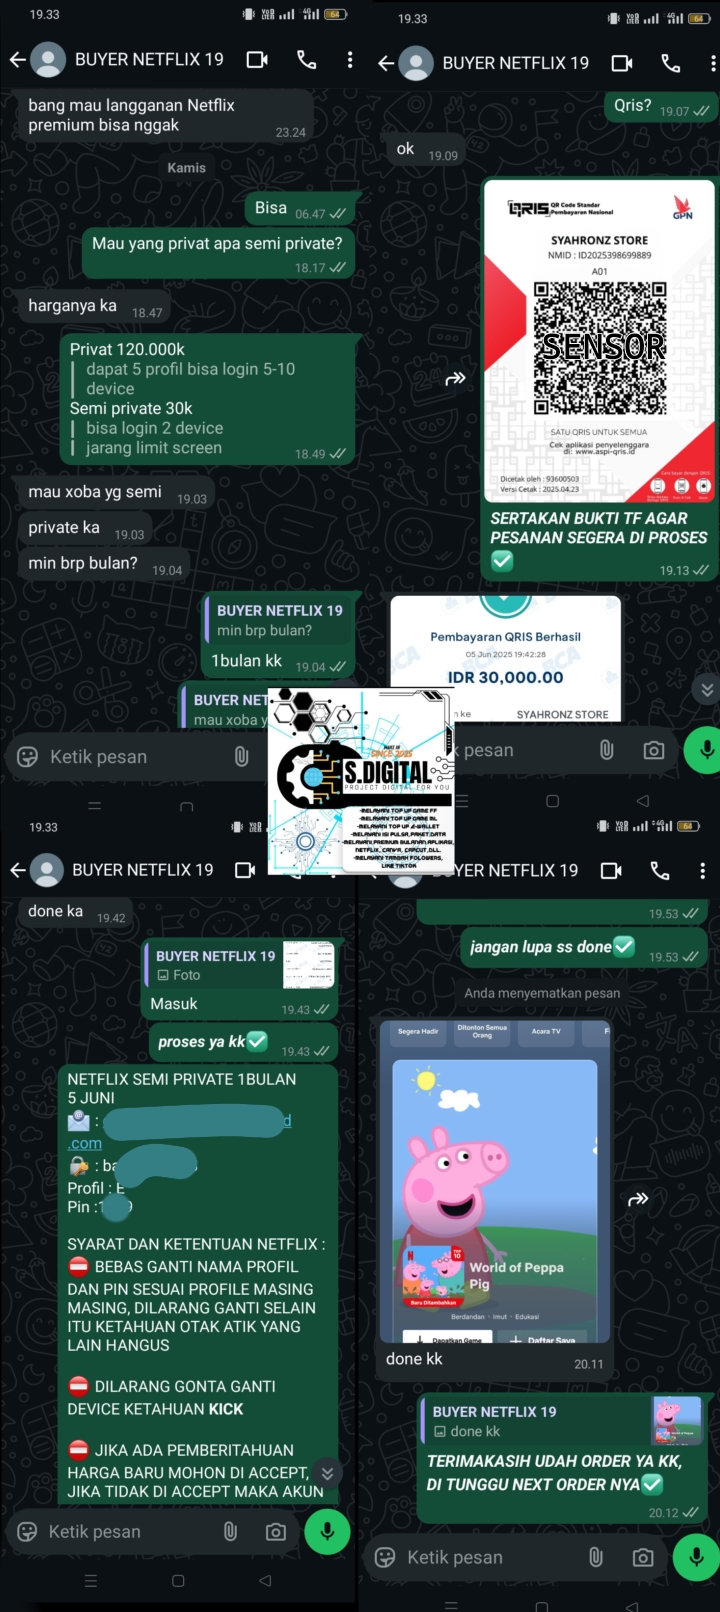 19.33
VoD LTE 4G 64
BUYER NETFLIX 19
bang mau langganan Netflix
premium bisa nggak
23.24
Kamis
Bisa 06.47
Mau yang privat apa semi private?
18.17
harganya ka 18.47
Privat 120.000k
dapat 5 profil bisa login 5-10
device
Semi private 30k
bisa login 2 device
jarang limit screen
18.49
mau xoba yg semi 19.03
private ka 19.03
min brp bulan? 19.04
BUYER NETFLIX 19
min brp bulan?
1bulan kk 19.04
BUYER NET
mau xoba y
Ketik pesan
19.33
64
BUYER NETFLIX 19
Qris? 19.07
ok 19.09
QRIS QR Code Standar
Pembayaran Nasional
GPN
SYAHRONZ STORE
NMID : ID2025398699889
A01
SENSOR
SATU QRIS UNTUK SEMUA
Cek aplikasi penyelenggara
di: www.aspi-qris.id
Dicetak oleh : 93600503
Versi Cetak : 2025.04.23
SERTAKAN BUKTI TF AGAR
PESANAN SEGERA DI PROSES
✅
19.13
BCA
Pembayaran QRIS Berhasil
05 Jun 2025 19:42:28
IDR 30,000.00
n ke SYAHRONZ STORE
k pesan
SINCE 2025
S.DIGITAL
PROJECT DIGITAL FOR YOU
-MELAYANI TOP UP GAME FF
-MELAYANI TOP UP GAME ML
-MELAYANI TOP UP E-WALLET
-MELAYANI ISI PULSA,PAKET DATA
-MELAYANI PREMIUM BULANAN APLIKASI,
NETFLIX, CANVA, CAPCUT,DLL.
-MELAYANI TAMBAH FOLLOWERS,
LIKE TIKTOK
19.33
BUYER NETFLIX 19
done ka 19.42
BUYER NETFLIX 19
Foto
Masuk 19.43
proses ya kk✅
19.43
NETFLIX SEMI PRIVATE 1BULAN
5 JUNI
📧 : d
.com
🔐 : ba
Profil : E
Pin :1 9
SYARAT DAN KETENTUAN NETFLIX :
⛔ BEBAS GANTI NAMA PROFIL
DAN PIN SESUAI PROFILE MASING
MASING, DILARANG GANTI SELAIN
ITU KETAHUAN OTAK ATIK YANG
LAIN HANGUS
⛔ DILARANG GONTA GANTI
DEVICE KETAHUAN KICK
⛔ JIKA ADA PEMBERITAHUAN
HARGA BARU MOHON DI ACCEPT,
JIKA TIDAK DI ACCEPT MAKA AKUN
Ketik pesan
64
YER NETFLIX 19
19.53
jangan lupa ss done✅ 19.53
Anda menyematkan pesan
Segera Hadir
Ditonton Semua
Orang
Acara TV
TOP
10
World of Peppa
Pig
Baru Ditambahkan
Berdandan · Imut · Edukasi
Dapatkan Game
Daftar Saya
done kk
20.11
BUYER NETFLIX 19
done kk
TERIMAKASIH UDAH ORDER YA KK,
DI TUNGGU NEXT ORDER NYA✅
20.12
Ketik pesan